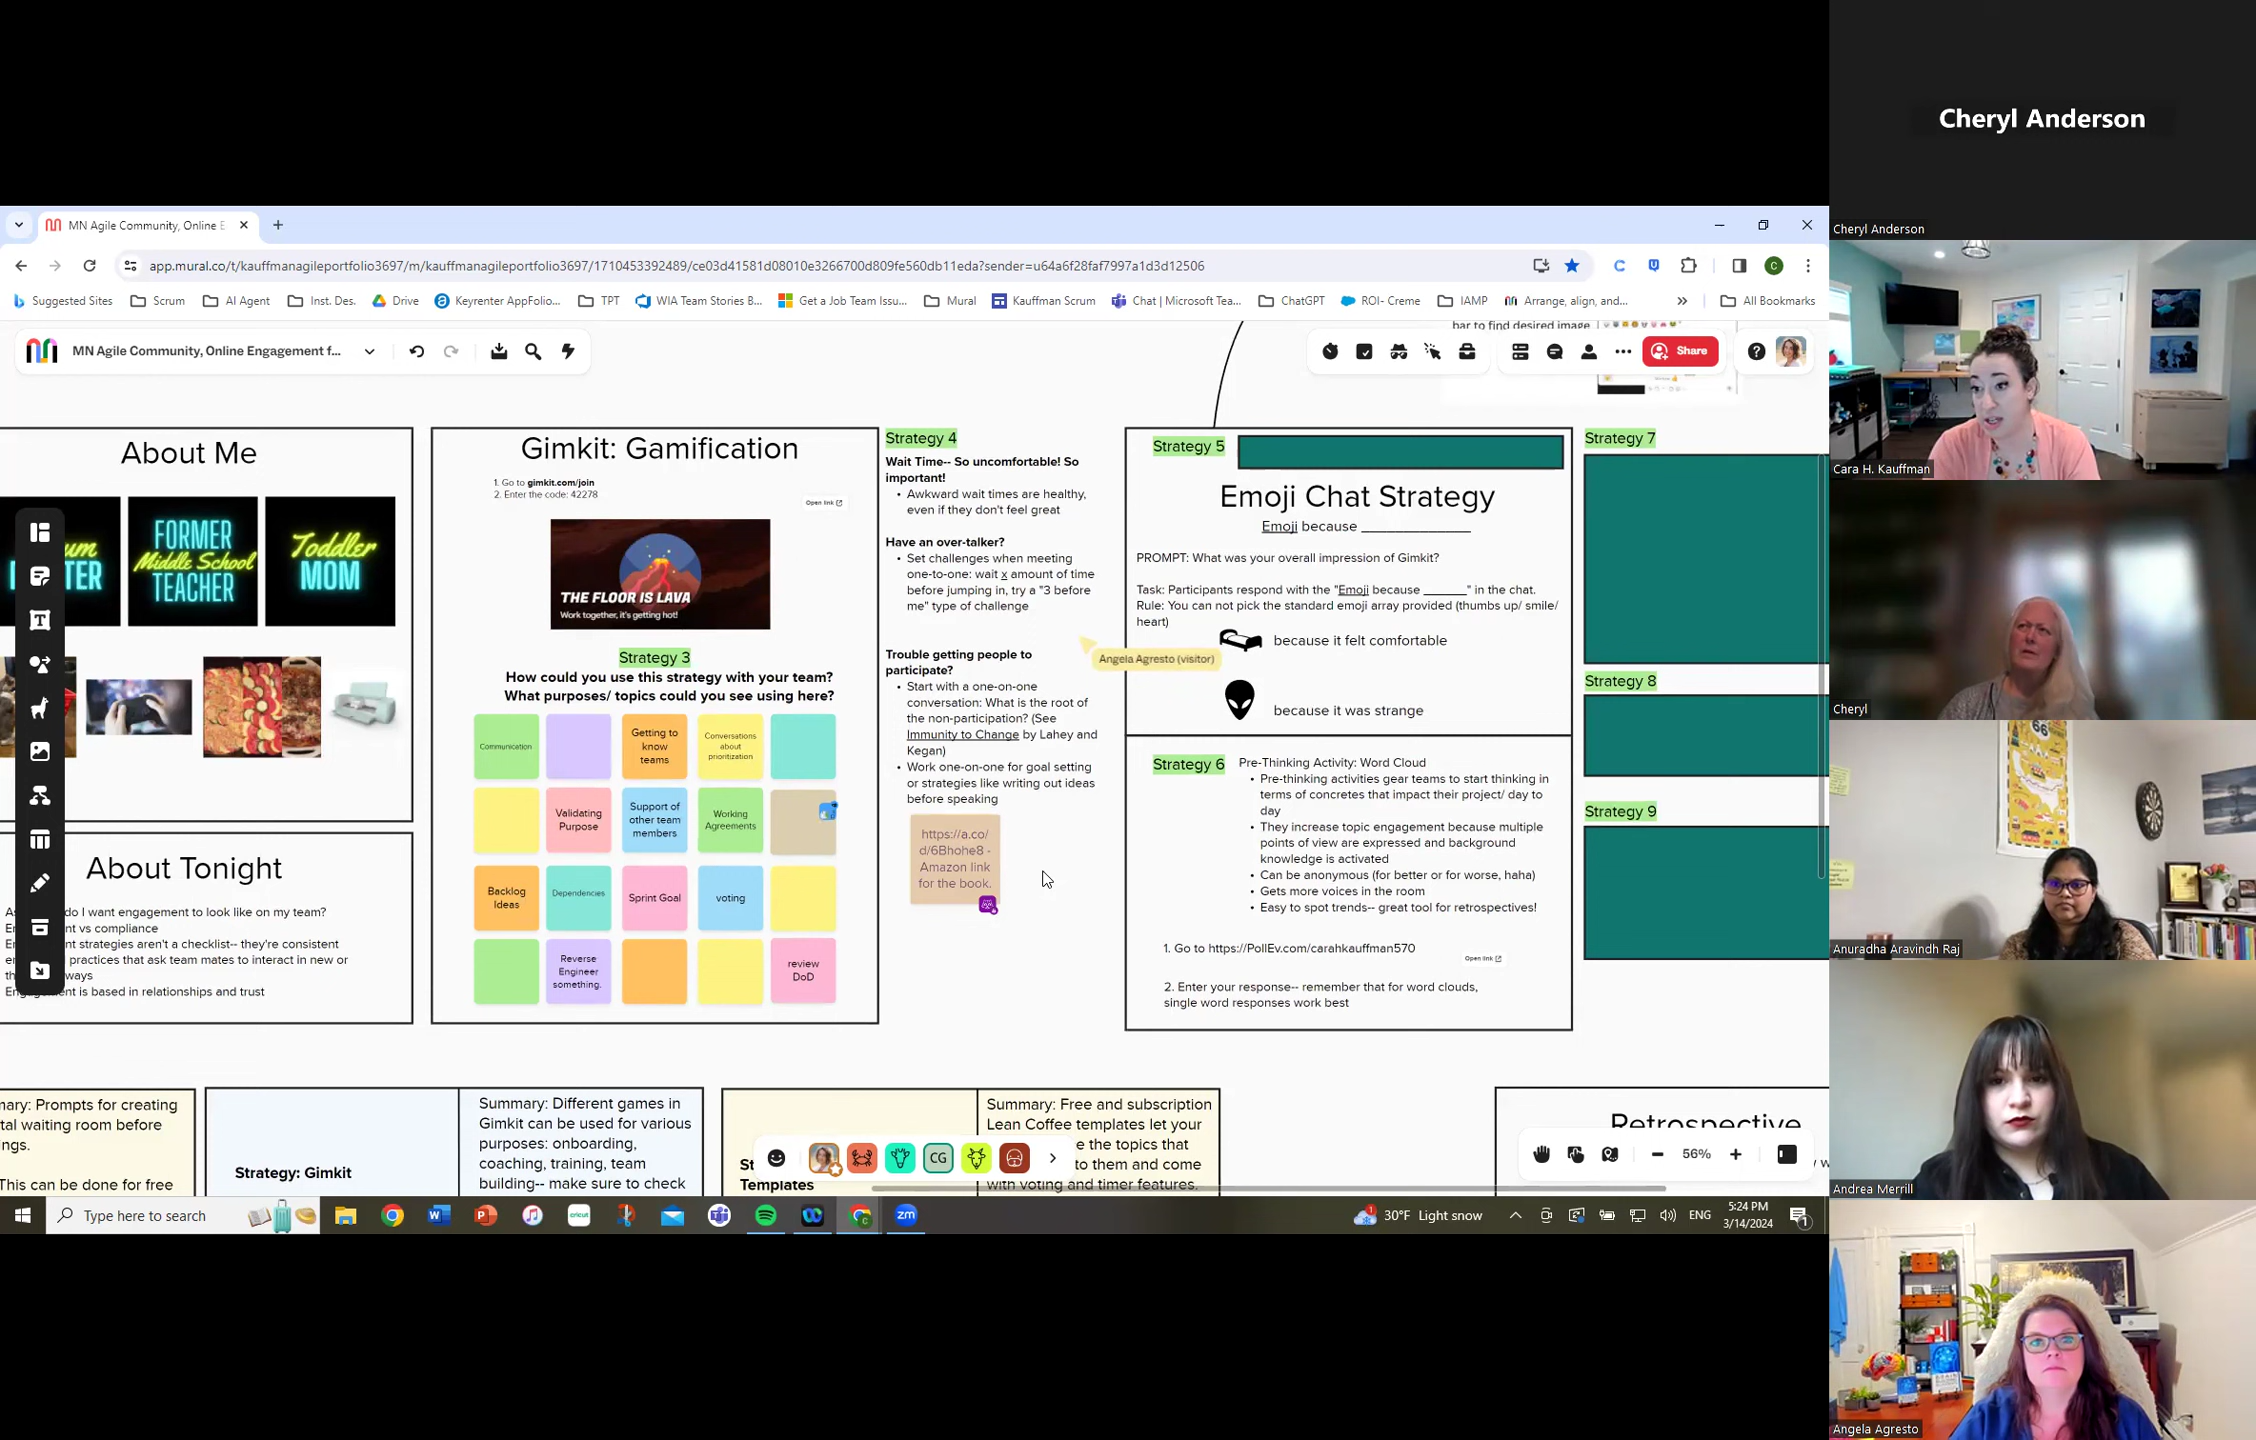 MN Agile Community, Online E
app.mural.co/t/kauffmanagileportfolio3697/m/kauffmanagileportfolio3697/1710453392489/ce03d41581d08010e3266700d809fe560db11eda?sender=u64a6f28faf7997a1d3d12506
Suggested Sites
Scrum
AI Agent
Inst. Des.
Drive
Keyrenter AppFolio...
TPT
WIA Team Stories B...
Get a Job Team Issu...
Mural
Kauffman Scrum
Chat | Microsoft Tea...
ChatGPT
ROI- Creme
IAMP
Arrange, align, and...
All Bookmarks
MN Agile Community, Online Engagement f...
Share
bar to find desired image
About Me
FORMER
Middle School
TEACHER
Toddler
MOM
About Tonight
do I want engagement to look like on my team?
vs compliance
strategies aren't a checklist-- they're consistent
practices that ask team mates to interact in new or
ways
is based in relationships and trust
Gimkit: Gamification
1. Go to gimkit.com/join
2. Enter the code: 42278
Open link
THE FLOOR IS LAVA
Work together, it's getting hot!
Strategy 3
How could you use this strategy with your team?
What purposes/ topics could you see using here?
Communication
Getting to
know
teams
Conversations
about
prioritization
Validating
Purpose
Support of
other team
members
Working
Agreements
Backlog
Ideas
Dependencies
Sprint Goal
voting
Reverse
Engineer
something.
review
DoD
Strategy 4
Wait Time-- So uncomfortable! So
important!
• Awkward wait times are healthy,
even if they don't feel great
Have an over-talker?
• Set challenges when meeting
one-to-one: wait x amount of time
before jumping in, try a "3 before
me" type of challenge
Trouble getting people to
participate?
• Start with a one-on-one
conversation: What is the root of
the non-participation? (See
Immunity to Change by Lahey and
Kegan)
• Work one-on-one for goal setting
or strategies like writing out ideas
before speaking
https://a.co/
d/6Bhohe8 -
Amazon link
for the book.
Angela Agresto (visitor)
Strategy 5
Emoji Chat Strategy
Emoji because ______________
PROMPT: What was your overall impression of Gimkit?
Task: Participants respond with the "Emoji because ______" in the chat.
Rule: You can not pick the standard emoji array provided (thumbs up/ smile/
heart)
because it felt comfortable
because it was strange
Strategy 6
Pre-Thinking Activity: Word Cloud
• Pre-thinking activities gear teams to start thinking in
terms of concretes that impact their project/ day to
day
• They increase topic engagement because multiple
points of view are expressed and background
knowledge is activated
• Can be anonymous (for better or for worse, haha)
• Gets more voices in the room
• Easy to spot trends-- great tool for retrospectives!
1. Go to https://PollEv.com/carahkauffman570
Open link
2. Enter your response-- remember that for word clouds,
single word responses work best
Strategy 7
Strategy 8
Strategy 9
Prompts for creating
waiting room before
This can be done for free
Strategy: Gimkit
Summary: Different games in
Gimkit can be used for various
purposes: onboarding,
coaching, training, team
building-- make sure to check
Templates
Summary: Free and subscription
Lean Coffee templates let your
the topics that
to them and come
with voting and timer features.
Retrospective
CG
56%
Type here to search
30°F Light snow
ENG
5:24 PM
3/14/2024
Cheryl Anderson
Cheryl Anderson
Cara H. Kauffman
Cheryl
Anuradha Aravindh Raj
Andrea Merrill
Angela Agresto